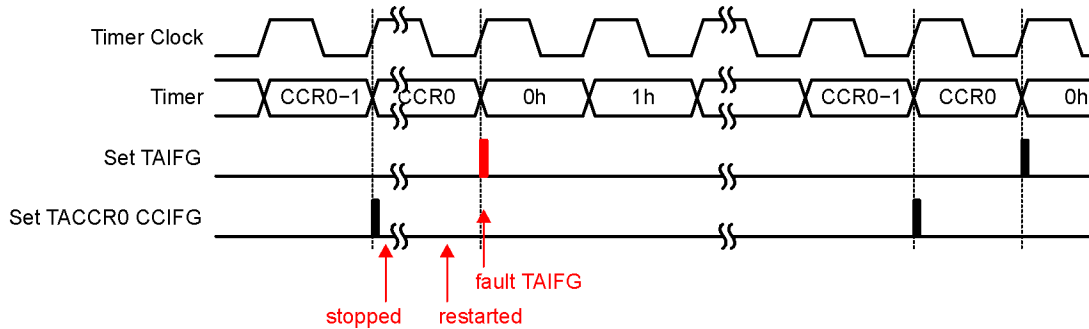 Timer Clock
Timer CCR0−1 CCR0 0h 1h CCR0−1 CCR0 0h
Set TAIFG
Set TACCR0 CCIFG
fault TAIFG
stopped restarted